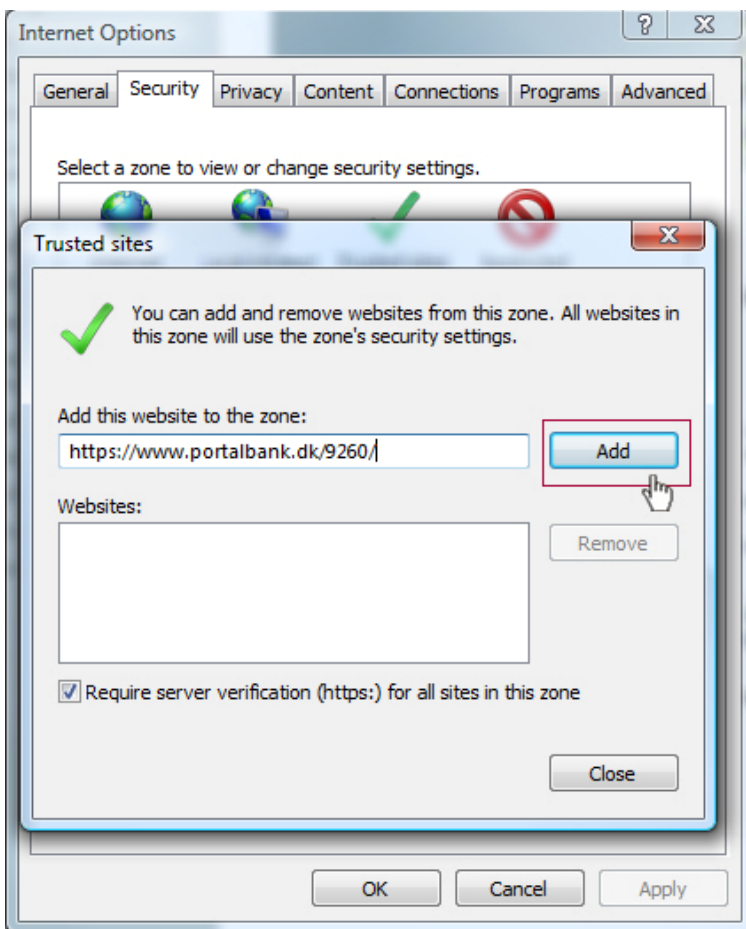 Internet Options
General Security Privacy Content Connections Programs Advanced
Select a zone to view or change security settings.
Trusted sites
You can add and remove websites from this zone. All websites in
this zone will use the zone's security settings.
Add this website to the zone:
https://www.portalbank.dk/9260/
Add
Websites:
Remove
Require server verification (https:) for all sites in this zone
Close
OK Cancel Apply